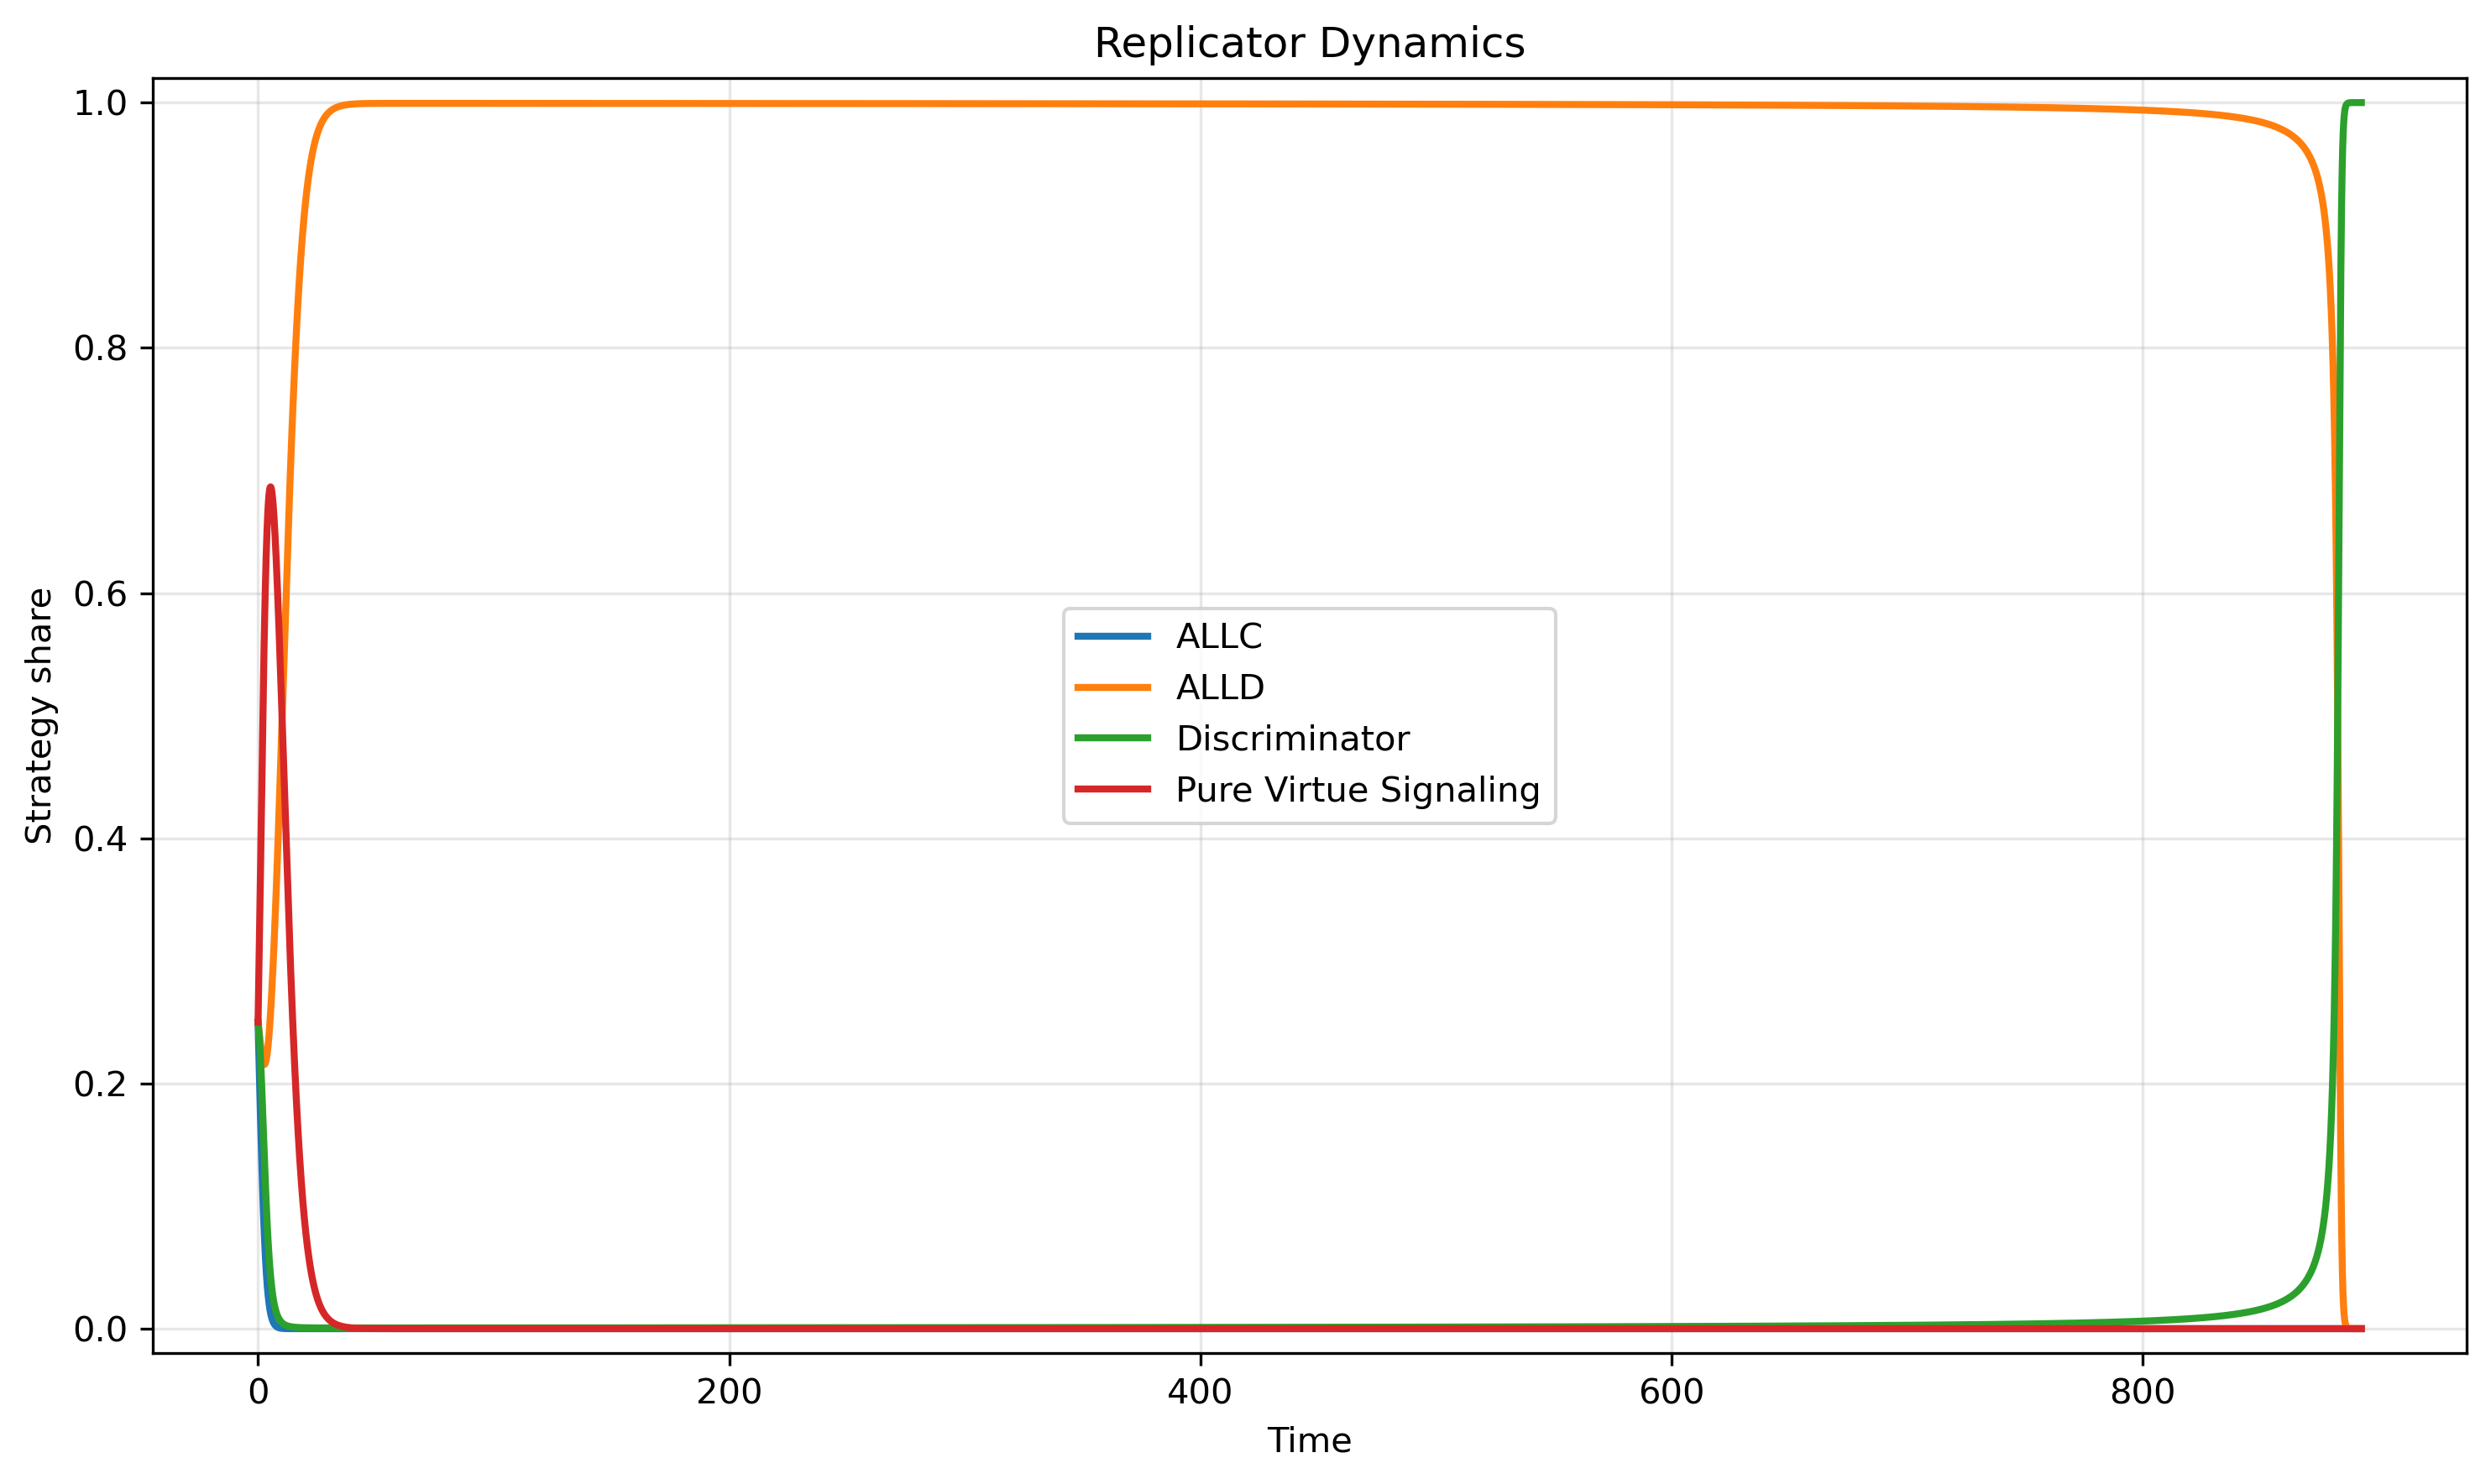 Replicator Dynamics
1.0
0.8
0.6
0.4
0.2
0.0
Strategy share
ALLC
ALLD
Discriminator
Pure Virtue Signaling
0 200 400 600 800
Time